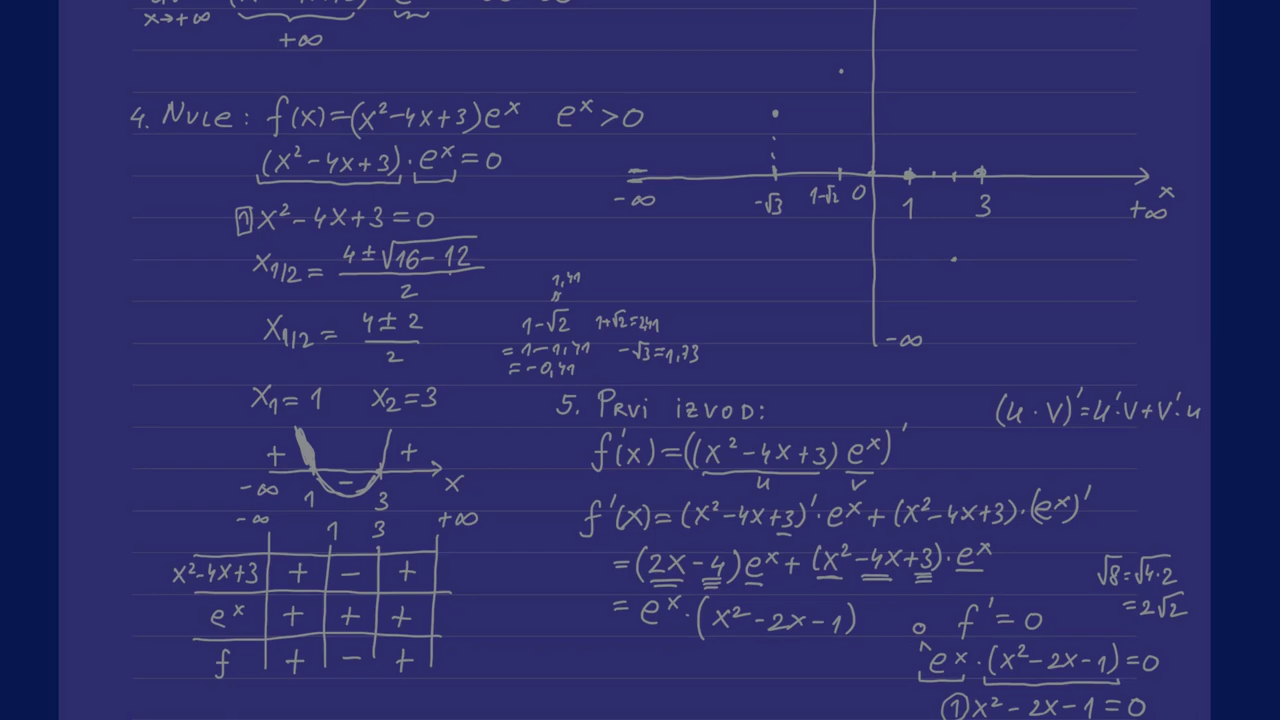 x→+∞
+∞
4. NULE: f(x)=(x²-4x+3)eˣ eˣ>0
(x²-4x+3)·eˣ=0
1 x²-4x+3=0
x1/2 = 4±√16-12 / 2
x1/2 = 4±2 / 2
x1=1 x2=3
+ - +
-∞ 1 3 x
-∞ 1 3 +∞
x²-4x+3 + - +
eˣ + + +
f + - +
1,41
1-√2 1+√2=2,41
=1-1,41 -√3=1,73
=-0,41
-∞ -√3 1-√2 0 1 3 +∞ x
-∞
5. PRVI IZVOD: (u·v)'=u'·v+v'·u
f'(x)=((x²-4x+3)eˣ)'
u v
f'(x)=(x²-4x+3)'·eˣ+(x²-4x+3)·(eˣ)'
=(2x-4)eˣ+(x²-4x+3)·eˣ
=eˣ·(x²-2x-1)
√8=√4·2
=2√2
f'=0
0
^
eˣ·(x²-2x-1)=0
1 x²-2x-1=0